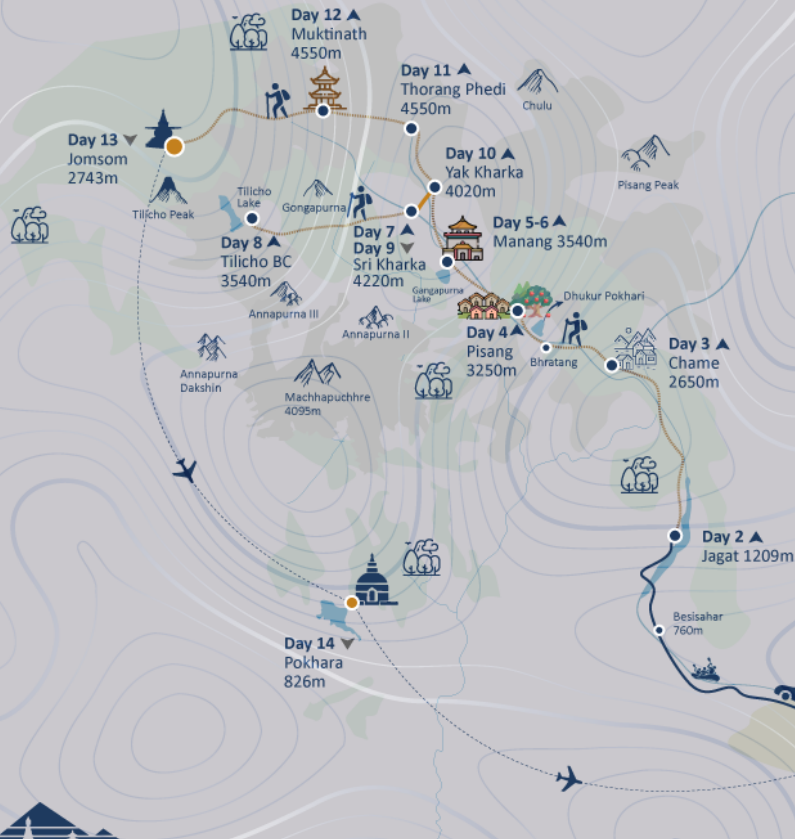 Day 12
Muktinath
4550m
Day 11
Thorang Phedi
4550m
Chulu
Day 13
Jomsom
2743m
Day 10
Yak Kharka
4020m
Pisang Peak
Tilicho Peak
Tilicho
Lake
Gongapurna
Day 8
Tilicho BC
3540m
Day 7
Day 9
Sri Kharka
4220m
Day 5-6
Manang 3540m
Gangapurna
Lake
Dhukur Pokhari
Annapurna III
Annapurna II
Day 4
Pisang
3250m
Bhratang
Day 3
Chame
2650m
Annapurna
Dakshin
Machhapuchhre
4095m
Day 2
Jagat 1209m
Besisahar
760m
Day 14
Pokhara
826m